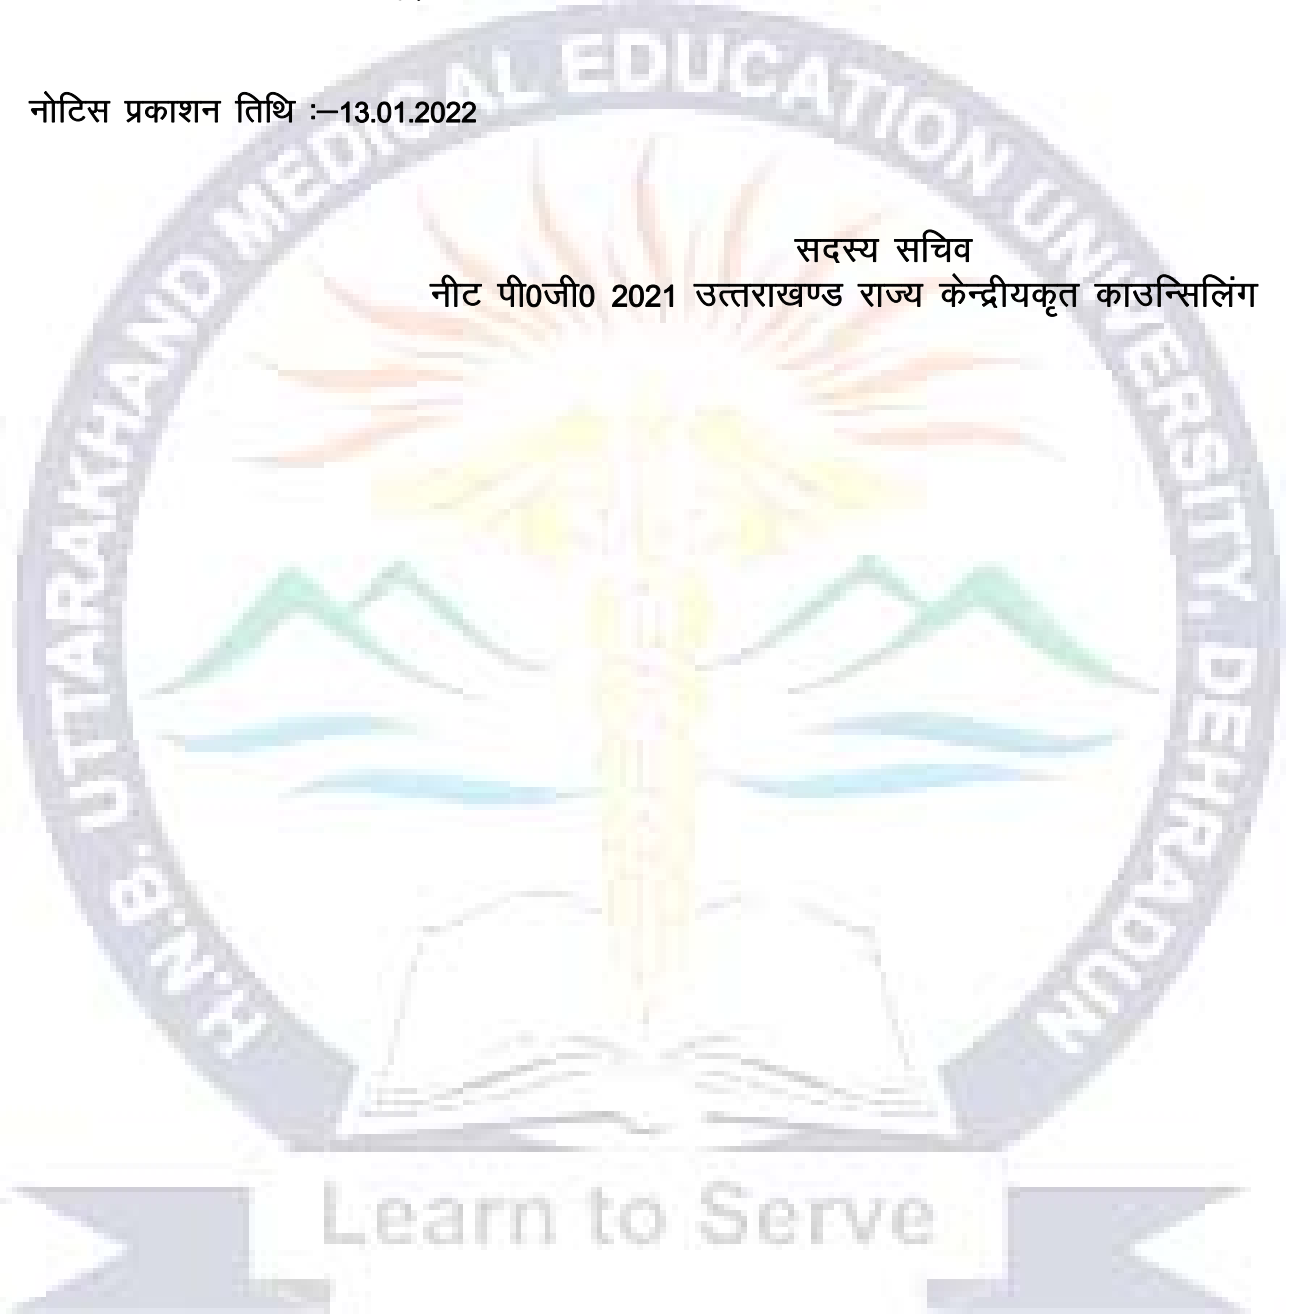 नोटिस प्रकाशन तिथि :–13.01.2022
सदस्य सचिव
नीट पी0जी0 2021 उत्तराखण्ड राज्य केन्द्रीयकृत काउन्सिलिंग
H.N.B. UTTARAKHAND MEDICAL EDUCATION UNIVERSITY, DEHRADUN
Learn to Serve